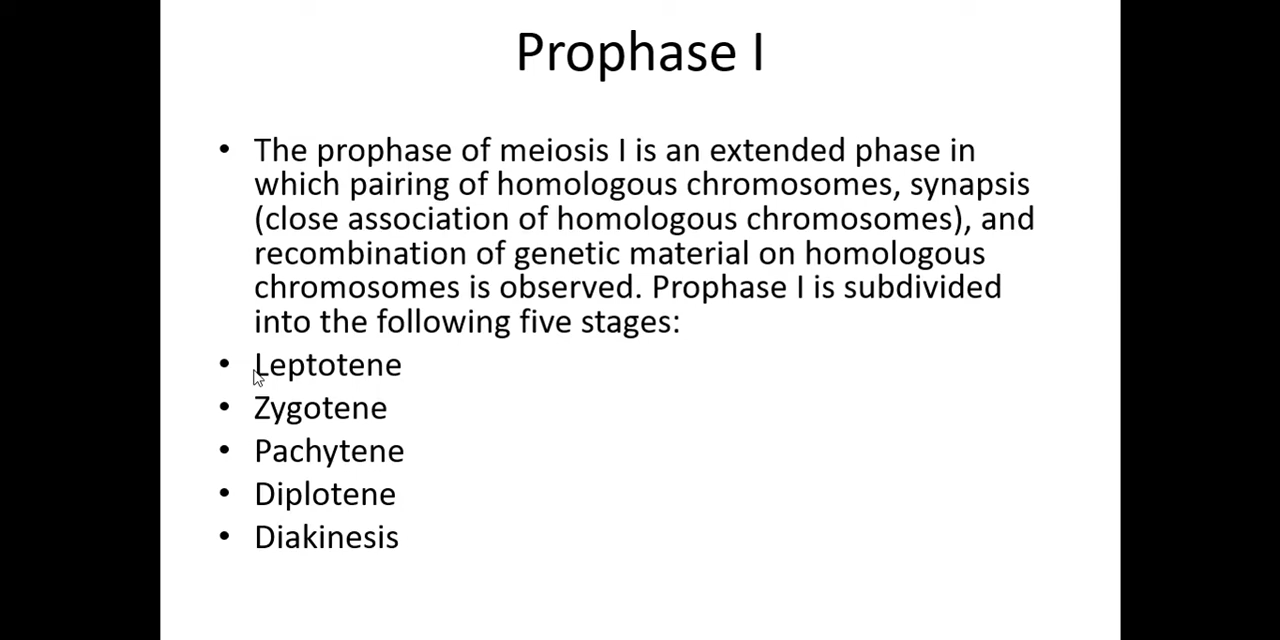 Prophase I
• The prophase of meiosis I is an extended phase in
which pairing of homologous chromosomes, synapsis
(close association of homologous chromosomes), and
recombination of genetic material on homologous
chromosomes is observed. Prophase I is subdivided
into the following five stages:
• Leptotene
• Zygotene
• Pachytene
• Diplotene
• Diakinesis